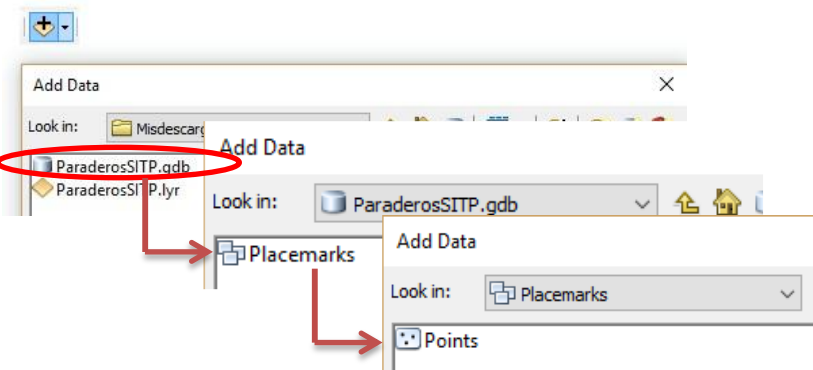 Add Data
Look in: Misdescarg
ParaderosSITP.gdb
ParaderosSITP.lyr
Add Data
Look in: ParaderosSITP.gdb
Placemarks
Add Data
Look in: Placemarks
Points